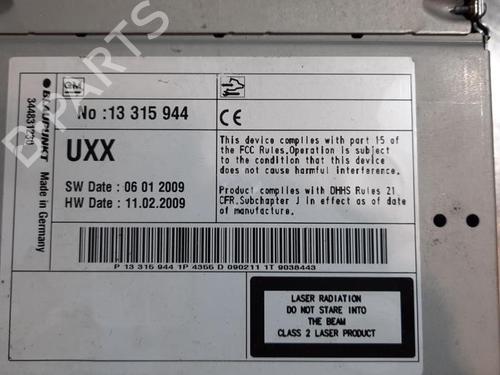 GM
No :13 315 944
UXX
SW Date : 06 01 2009
HW Date : 11.02.2009
This device complies with part 15 of
the FCC Rules.Operation is subject
to the condition that this device
does not cause harmful interference.
Product complies with DHHS Rules 21
CFR.Subchapter J in effect as of date
of manufacture.
BLAUPUNKT Made in Germany
P 13 315 944 1P 4366 D 090211 1T 9038443
LASER RADIATION
DO NOT STARE INTO
THE BEAM
CLASS 2 LASER PRODUCT
B-PARTS